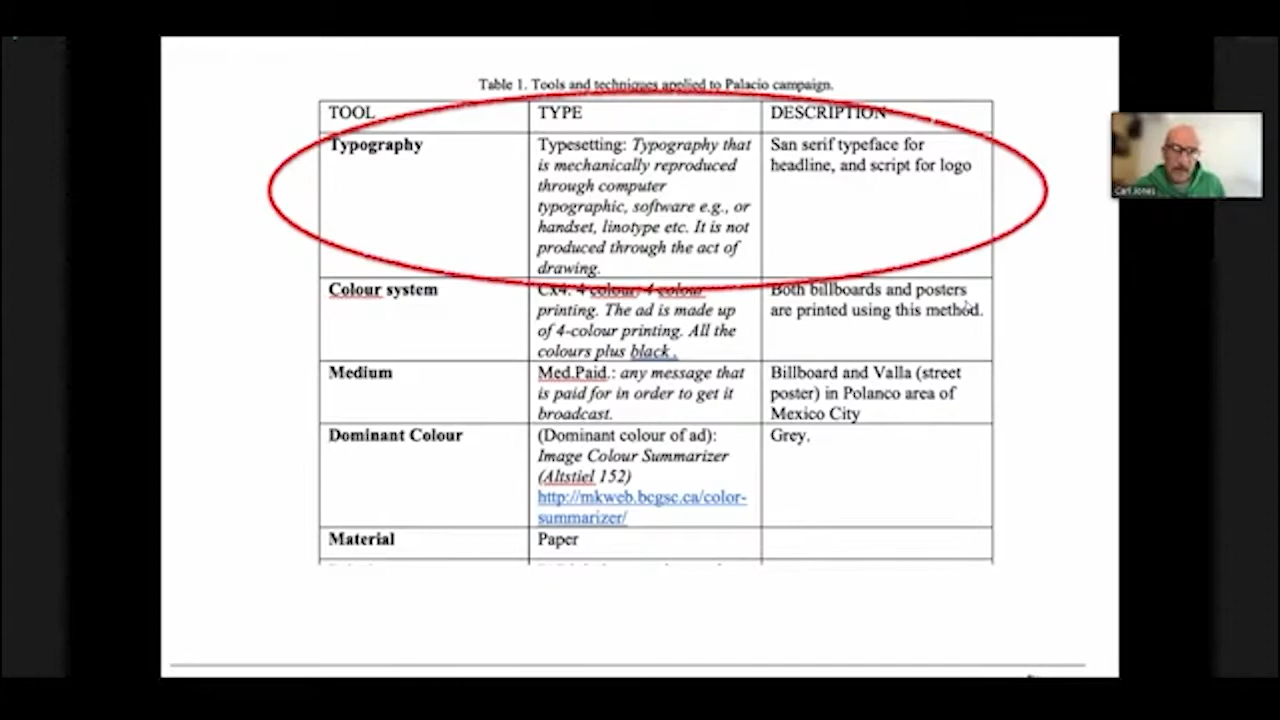 Table 1. Tools and techniques applied to Palacio campaign.
TOOL
TYPE
DESCRIPTION
Typography
Typesetting: Typography that
is mechanically reproduced
through computer
typographic, software e.g., or
handset, linotype etc. It is not
produced through the act of
drawing.
San serif typeface for
headline, and script for logo
Colour system
Cx4: 4 colour: 4 colour
printing. The ad is made up
of 4-colour printing. All the
colours plus black .
Both billboards and posters
are printed using this method.
Medium
Med.Paid.: any message that
is paid for in order to get it
broadcast.
Billboard and Valla (street
poster) in Polanco area of
Mexico City
Dominant Colour
(Dominant colour of ad):
Image Colour Summarizer
(Altstiel 152)
http://mkweb.bcgsc.ca/color-
summarizer/
Grey.
Material
Paper
Carl Jones